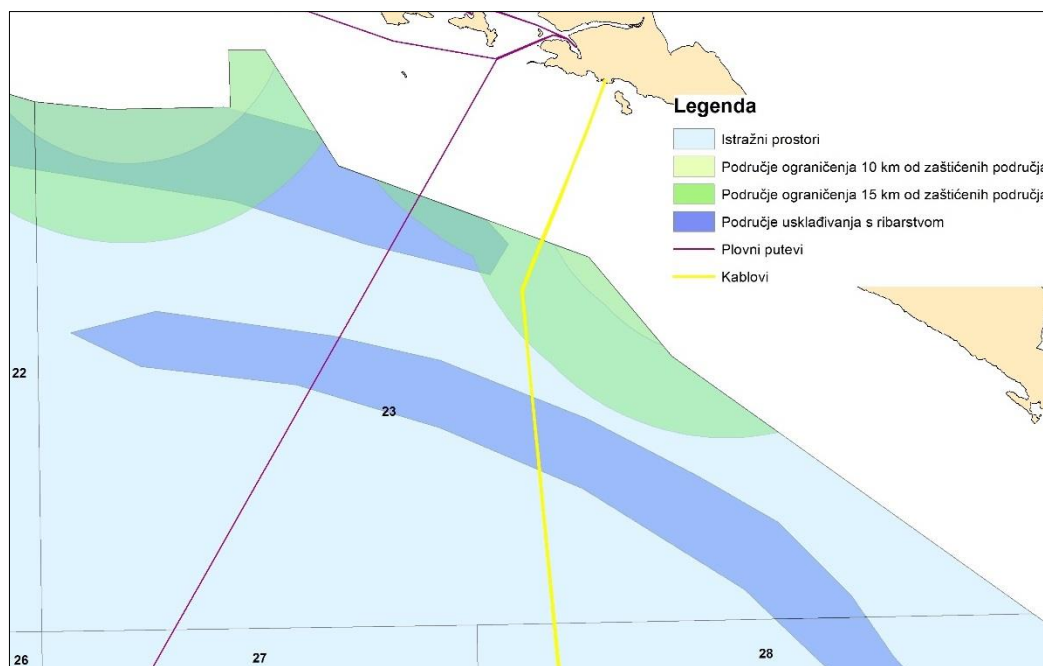 Legenda
Istražni prostori
Područje ograničenja 10 km od zaštićenih područja
Područje ograničenja 15 km od zaštićenih područja
Područje usklađivanja s ribarstvom
Plovni putevi
Kablovi
22
23
26
27
28